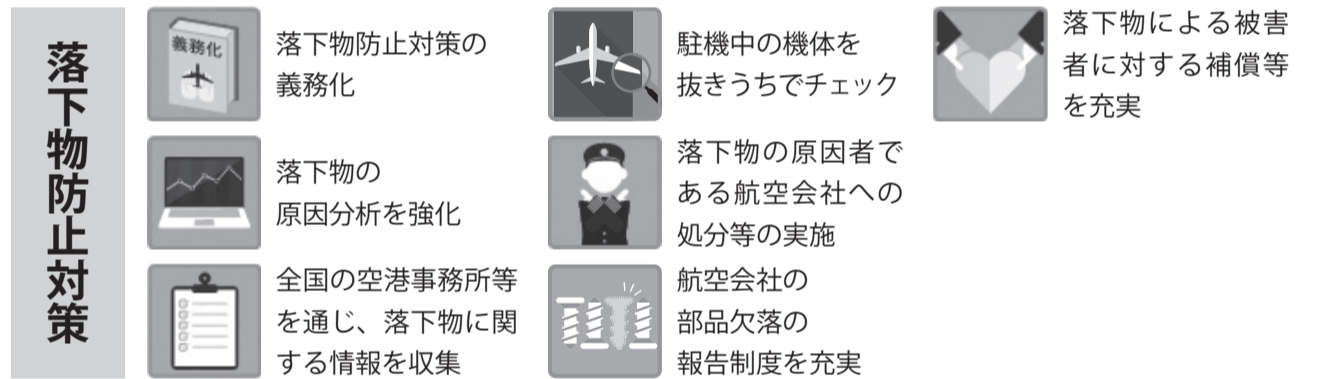 落下物防止対策
義務化
落下物防止対策の
義務化
落下物の
原因分析を強化
全国の空港事務所等
を通じ、落下物に関
する情報を収集
駐機中の機体を
抜きうちでチェック
落下物の原因者で
ある航空会社への
処分等の実施
航空会社の
部品欠落の
報告制度を充実
落下物による被害
者に対する補償等
を充実